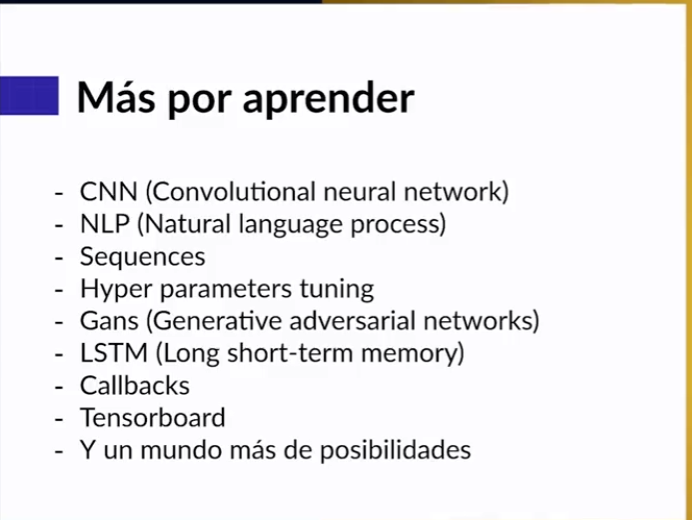 Más por aprender
- CNN (Convolutional neural network)
- NLP (Natural language process)
- Sequences
- Hyper parameters tuning
- Gans (Generative adversarial networks)
- LSTM (Long short-term memory)
- Callbacks
- Tensorboard
- Y un mundo más de posibilidades